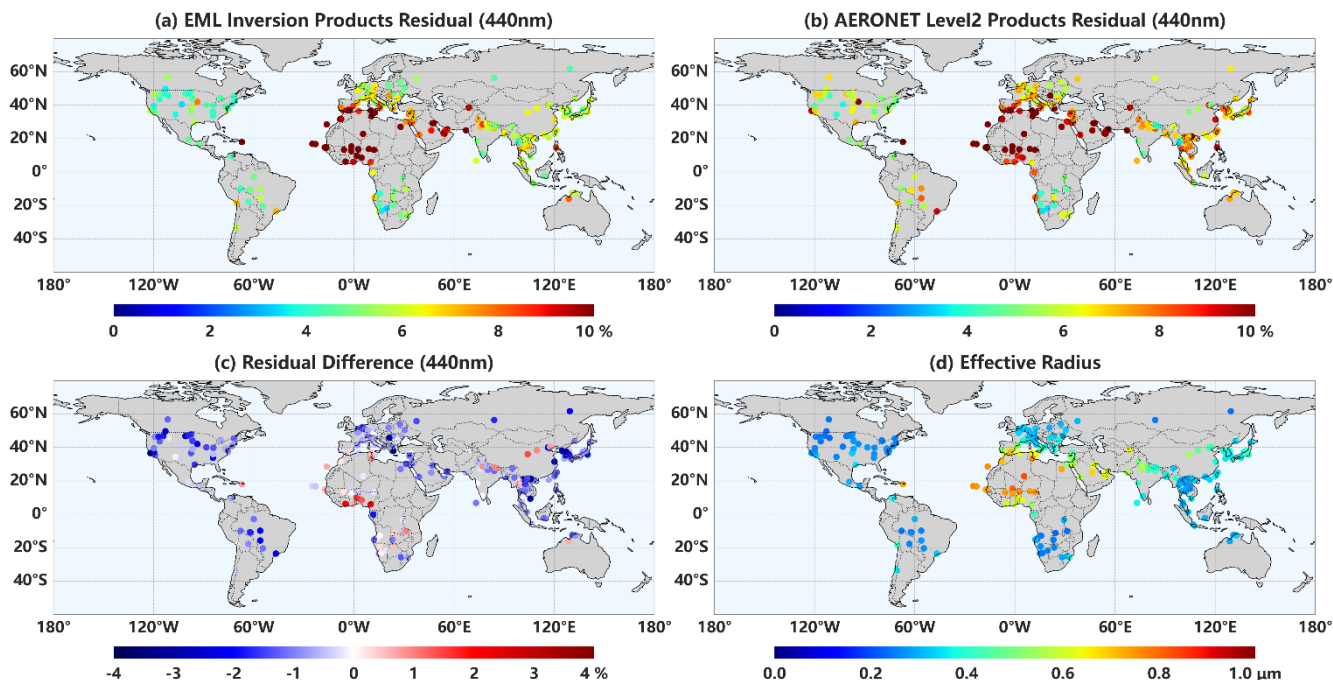 (a) EML Inversion Products Residual (440nm)
60°N
40°N
20°N
0°
20°S
40°S
180° 120°W 60°W 0°W 60°E 120°E 180°
0 2 4 6 8 10 %
(b) AERONET Level2 Products Residual (440nm)
60°N
40°N
20°N
0°
20°S
40°S
180° 120°W 60°W 0°W 60°E 120°E 180°
0 2 4 6 8 10 %
(c) Residual Difference (440nm)
60°N
40°N
20°N
0°
20°S
40°S
180° 120°W 60°W 0°W 60°E 120°E 180°
-4 -3 -2 -1 0 1 2 3 4 %
(d) Effective Radius
60°N
40°N
20°N
0°
20°S
40°S
180° 120°W 60°W 0°W 60°E 120°E 180°
0.0 0.2 0.4 0.6 0.8 1.0 μm